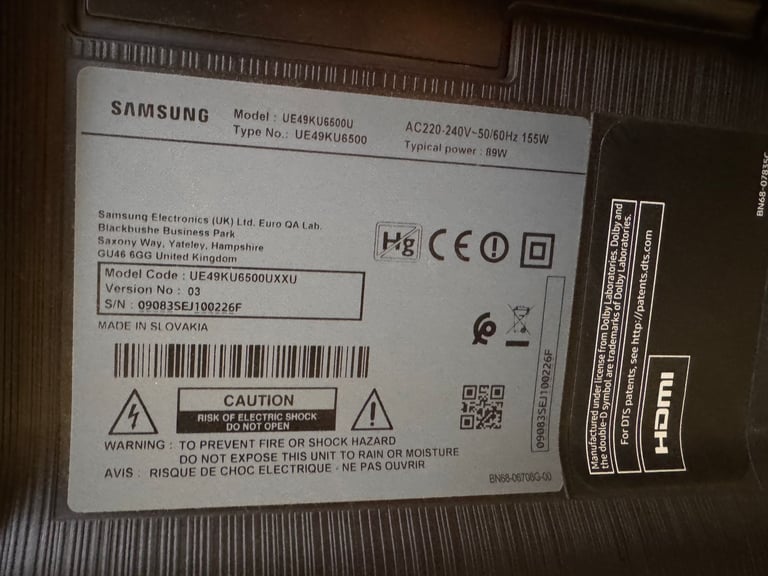 SAMSUNG
Model : UE49KU6500U
Type No.: UE49KU6500
AC220-240V~50/60Hz 155W
Typical power : 89W
Samsung Electronics (UK) Ltd. Euro QA Lab.
Blackbushe Business Park
Saxony Way, Yateley, Hampshire
GU46 6GG United Kingdom
Hg CE
Model Code : UE49KU6500UXXU
Version No : 03
S/N : 09083SEJ100226F
MADE IN SLOVAKIA
CAUTION
RISK OF ELECTRIC SHOCK
DO NOT OPEN
WARNING : TO PREVENT FIRE OR SHOCK HAZARD
DO NOT EXPOSE THIS UNIT TO RAIN OR MOISTURE
AVIS : RISQUE DE CHOC ELECTRIQUE - NE PAS OUVRIR
09083SEJ100226F
BN68-06708G-00
Manufactured under license from Dolby Laboratories. Dolby and
the double-D symbol are trademarks of Dolby Laboratories.
For DTS patents, see http://patents.dts.com
HDMI
BN68-07835C